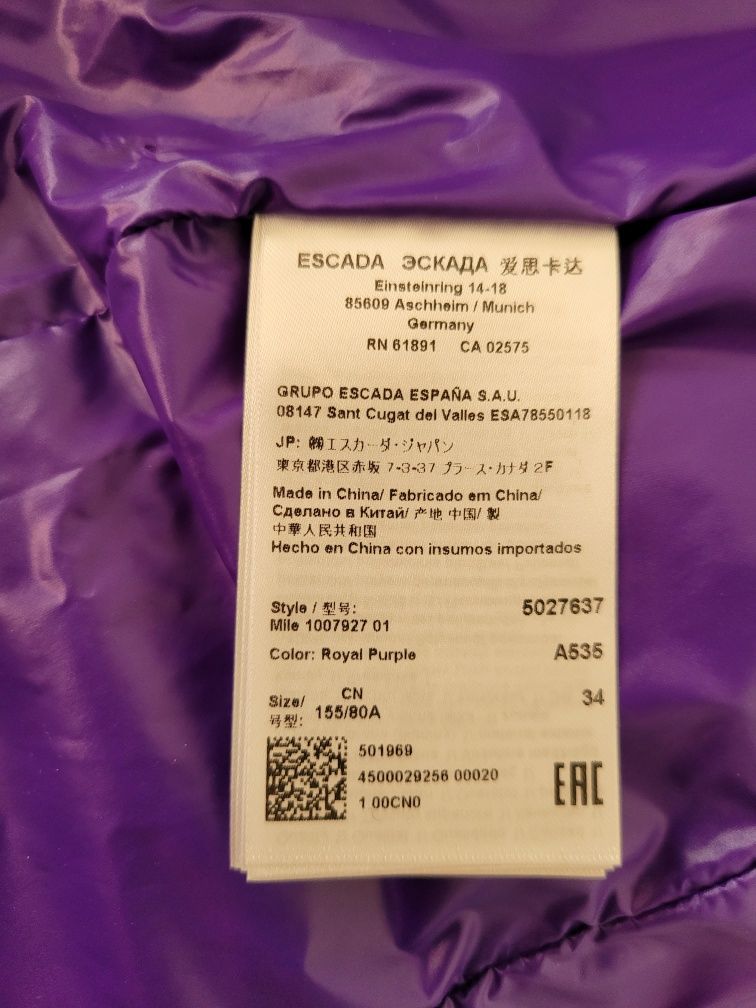 ESCADA ЭСКАДА 爱思卡达
Einsteinring 14-18
85609 Aschheim / Munich
Germany
RN 61891 CA 02575
GRUPO ESCADA ESPAÑA S.A.U.
08147 Sant Cugat del Valles ESA78550118
JP: ㈱エスカーダ・ジャパン
東京都港区赤坂 7-3-37 プラース・カナダ 2F
Made in China/ Fabricado em China/
Сделано в Китай/ 产地 中国/ 製
中華人民共和国
Hecho en China con insumos importados
Style / 型号: 5027637
Mile 1007927 01
Color: Royal Purple A535
Size/ CN 34
号型: 155/80A
501969
4500029256 00020
1 00CN0
EAC